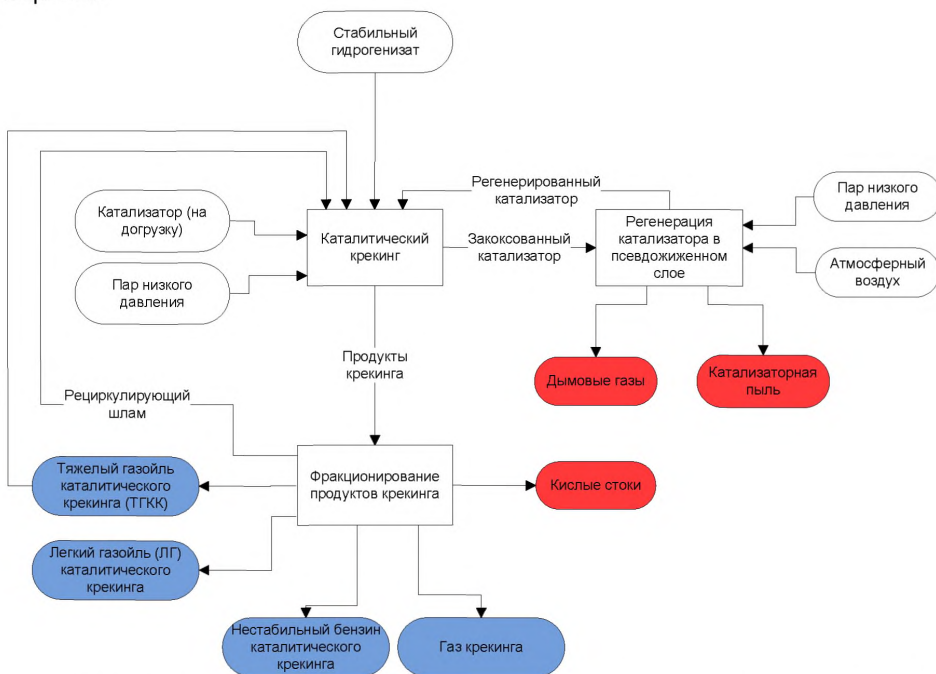 Стабильный
гидрогенизат
Регенерированный
катализатор
Пар низкого
давления
Катализатор (на
догрузку)
Каталитический
крекинг
Закоксованный
катализатор
Регенерация
катализатора в
псевдожиженном
слое
Атмосферный
воздух
Пар низкого
давления
Продукты
крекинга
Дымовые газы
Катализаторная
пыль
Рециркулирующий
шлам
Тяжелый газойль
каталитического
крекинга (ТГКК)
Фракционирование
продуктов крекинга
Кислые стоки
Легкий газойль (ЛГ)
каталитического
крекинга
Нестабильный бензин
каталитического
крекинга
Газ крекинга